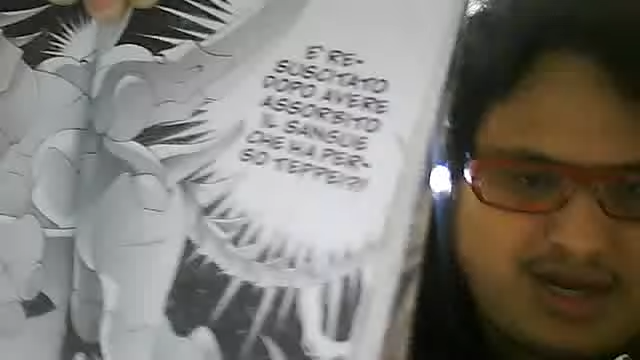 E' RE-
SUSCITATO
DOPO AVERE
ASSORBITO
IL SANGUE
CHE HA PER-
SO TEPPEI?!